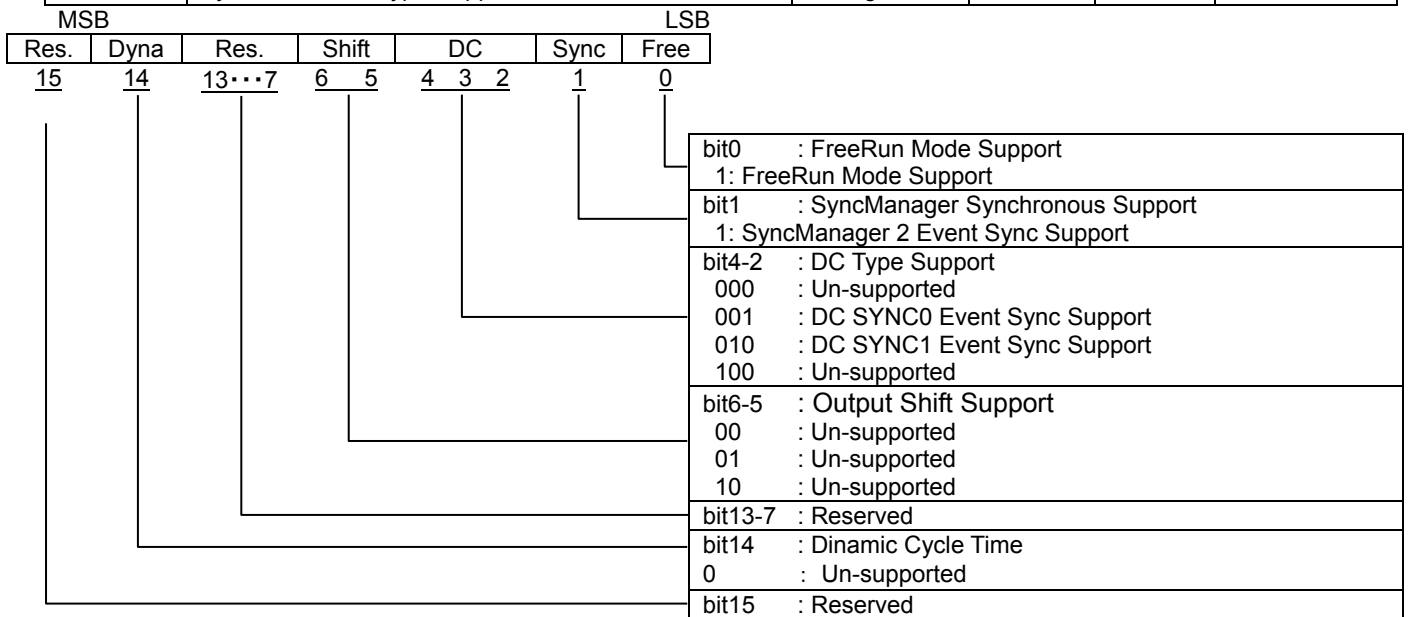 MSB LSB
Res. Dyna Res. Shift DC Sync Free
15 14 13･･･7 6 5 4 3 2 1 0
bit0 : FreeRun Mode Support
1: FreeRun Mode Support
bit1 : SyncManager Synchronous Support
1: SyncManager 2 Event Sync Support
bit4-2 : DC Type Support
000 : Un-supported
001 : DC SYNC0 Event Sync Support
010 : DC SYNC1 Event Sync Support
100 : Un-supported
bit6-5 : Output Shift Support
00 : Un-supported
01 : Un-supported
10 : Un-supported
bit13-7 : Reserved
bit14 : Dinamic Cycle Time
0 : Un-supported
bit15 : Reserved